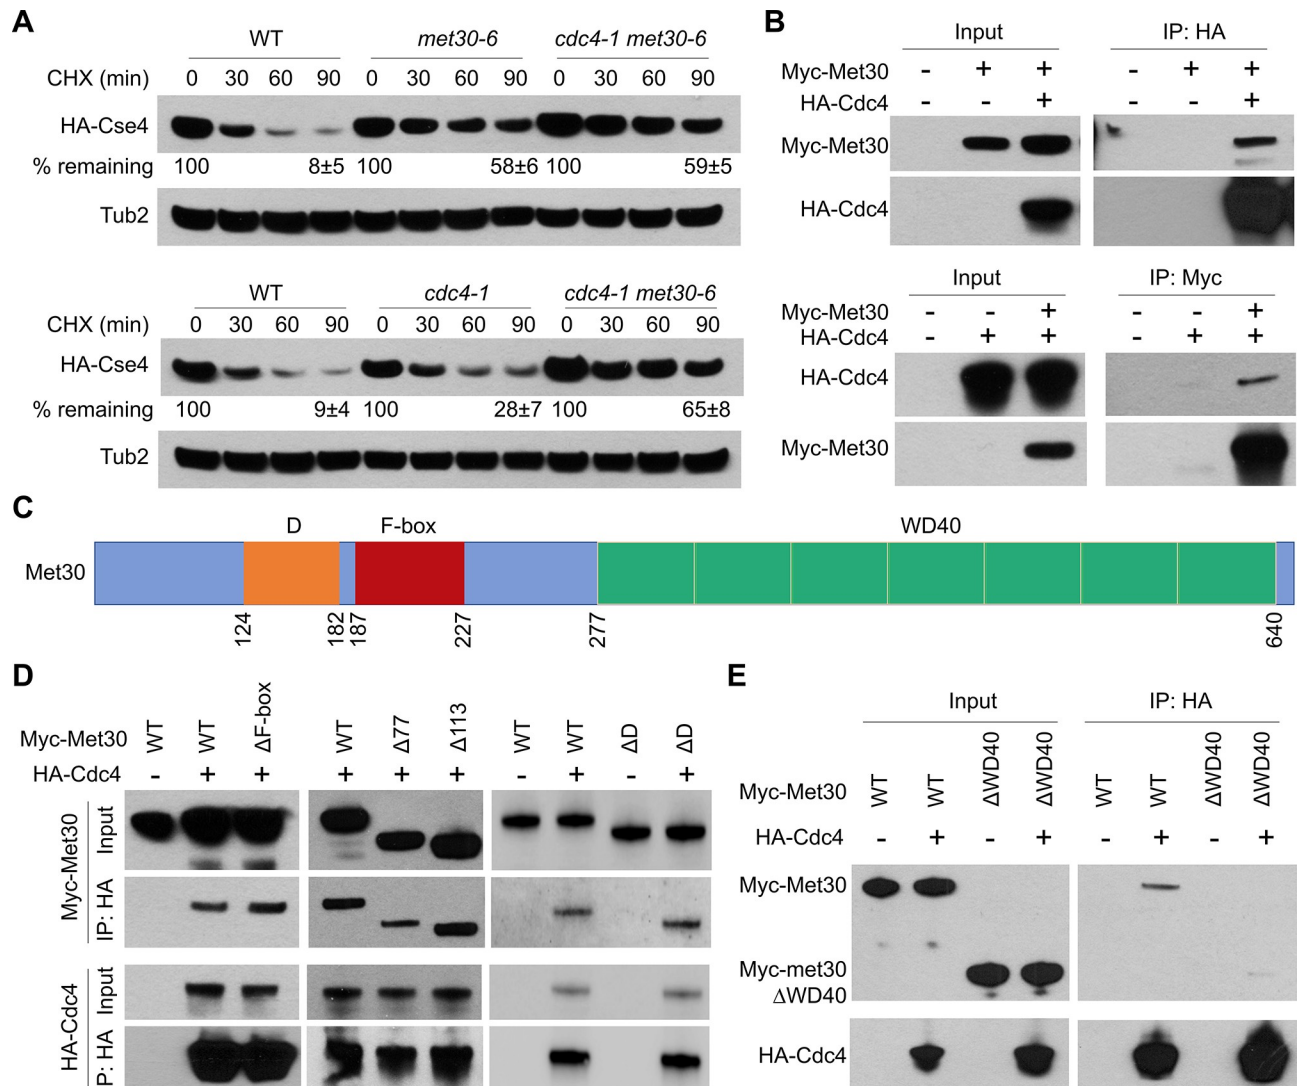 A
WT met30-6 cdc4-1 met30-6
CHX (min) 0 30 60 90 0 30 60 90 0 30 60 90
HA-Cse4
% remaining 100 8±5 100 58±6 100 59±5
Tub2
WT cdc4-1 cdc4-1 met30-6
CHX (min) 0 30 60 90 0 30 60 90 0 30 60 90
HA-Cse4
% remaining 100 9±4 100 28±7 100 65±8
Tub2
B
Input IP: HA
Myc-Met30 - + + - + +
HA-Cdc4 - - + - - +
Myc-Met30
HA-Cdc4
Input IP: Myc
Myc-Met30 - - + - - +
HA-Cdc4 - + + - + +
HA-Cdc4
Myc-Met30
C
D F-box WD40
Met30
124 182 187 227 277 640
D
Myc-Met30 WT WT ΔF-box WT Δ77 Δ113 WT WT ΔD ΔD
HA-Cdc4 - + + + + + - + - +
Myc-Met30
Input
IP: HA
HA-Cdc4
Input
P: HA
E
Input IP: HA
Myc-Met30 WT WT ΔWD40 ΔWD40 WT WT ΔWD40 ΔWD40
HA-Cdc4 - + - + - + - +
Myc-Met30
Myc-met30
ΔWD40
HA-Cdc4